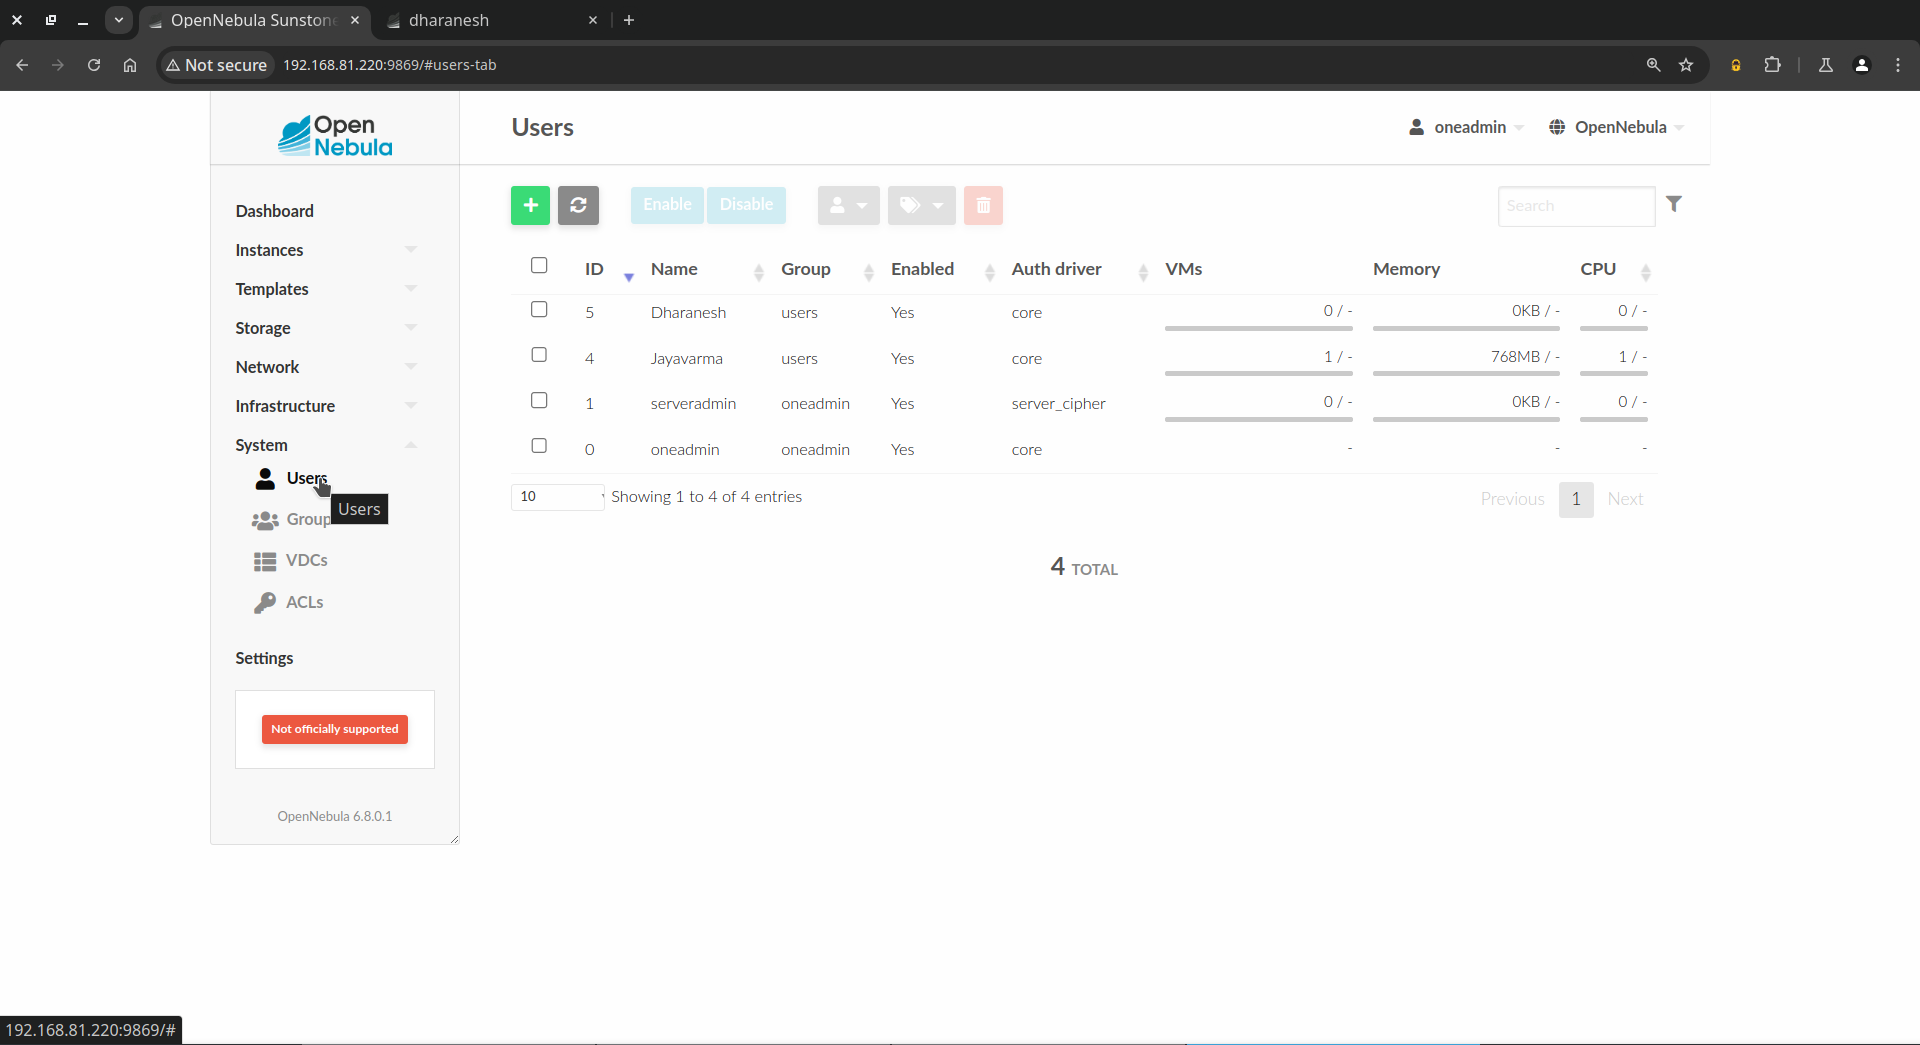 OpenNebula Sunstone
dharanesh
Not secure
192.168.81.220:9869/#users-tab
Open
Nebula
Users
oneadmin
OpenNebula
Dashboard
Instances
Templates
Storage
Network
Infrastructure
System
Users
Users
Group
VDCs
ACLs
Settings
Not officially supported
OpenNebula 6.8.0.1
Enable Disable
Search
ID Name Group Enabled Auth driver VMs Memory CPU
5 Dharanesh users Yes core 0 / - 0KB / - 0 / -
4 Jayavarma users Yes core 1 / - 768MB / - 1 / -
1 serveradmin oneadmin Yes server_cipher 0 / - 0KB / - 0 / -
0 oneadmin oneadmin Yes core - - -
10 Showing 1 to 4 of 4 entries
Previous 1 Next
4 TOTAL
192.168.81.220:9869/#